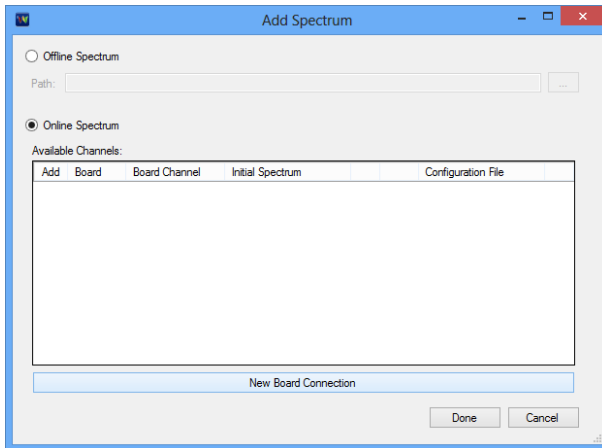 Add Spectrum
Offline Spectrum
Path:
...
Online Spectrum
Available Channels:
Add Board Board Channel Initial Spectrum Configuration File
New Board Connection
Done Cancel